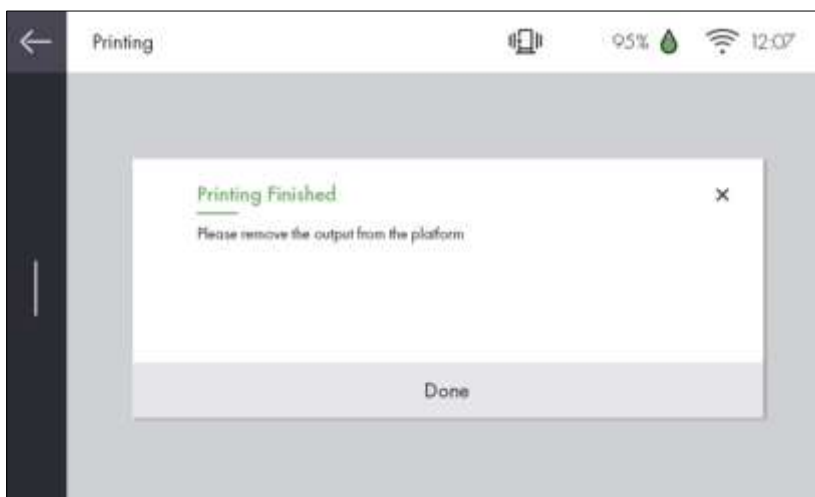 Printing
95%
12:07
Printing Finished
Please remove the output from the platform
Done